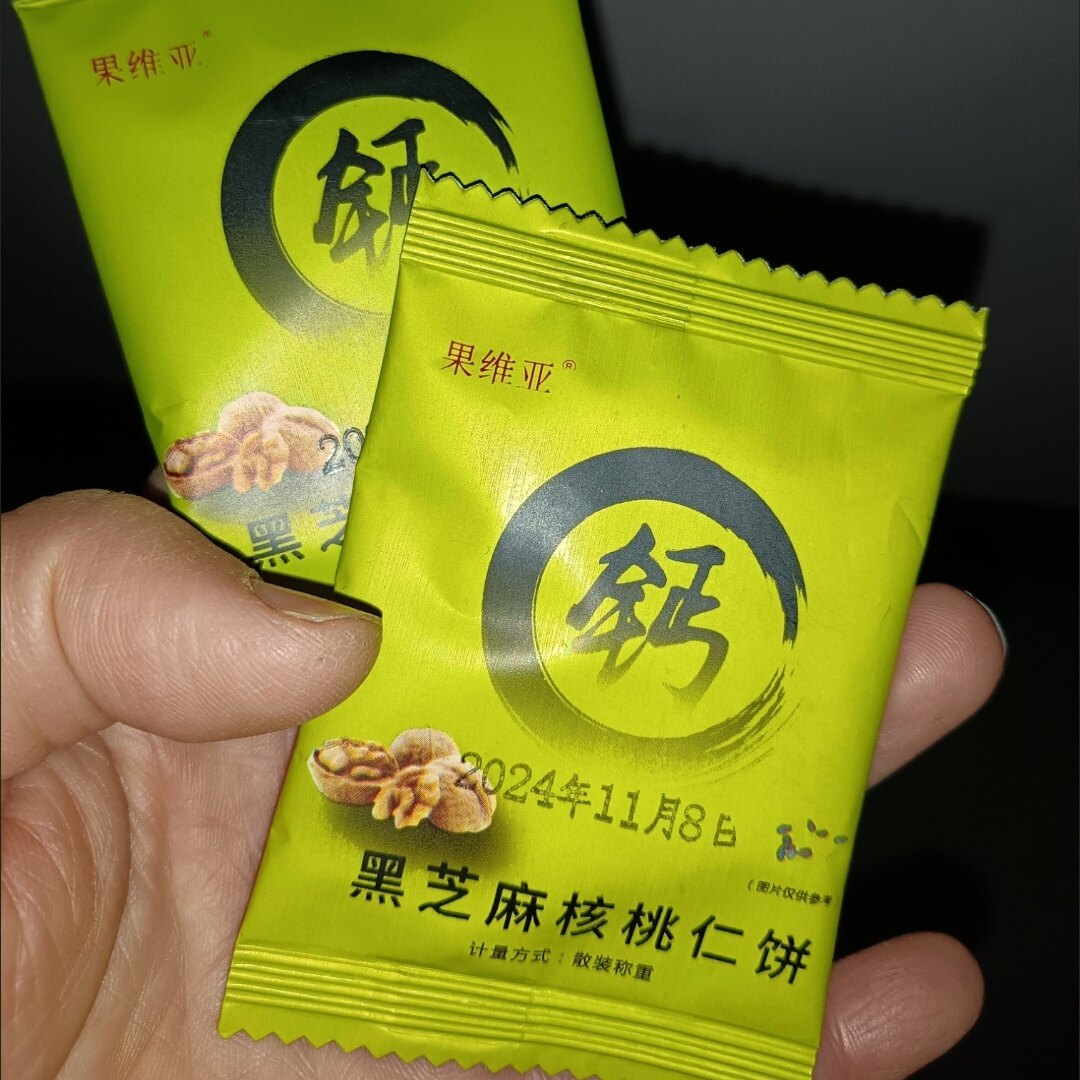 果维亚
钙
20
黑芝
果维亚®
钙
2024年11月8日
(图片仅供参考
黑芝麻核桃仁饼
计量方式：散装称重